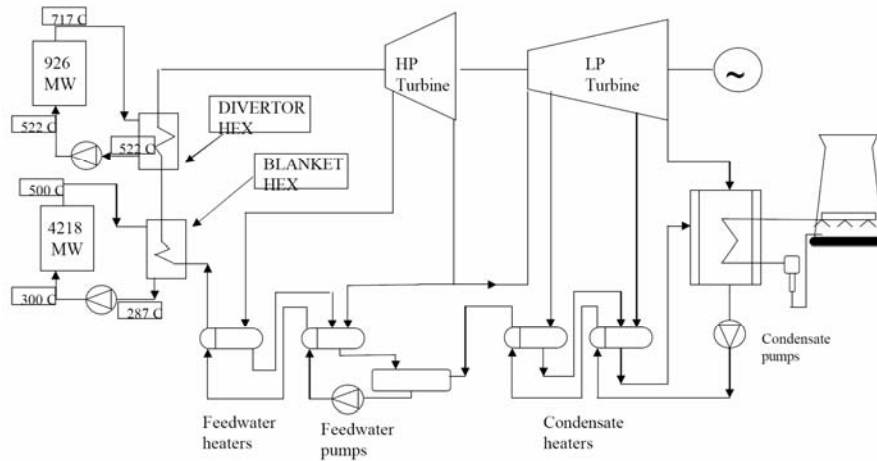 717 C
926
MW
522 C
522 C
DIVERTOR
HEX
BLANKET
HEX
500 C
4218
MW
300 C
287 C
HP
Turbine
LP
Turbine
~
Feedwater
heaters
Feedwater
pumps
Condensate
heaters
Condensate
pumps